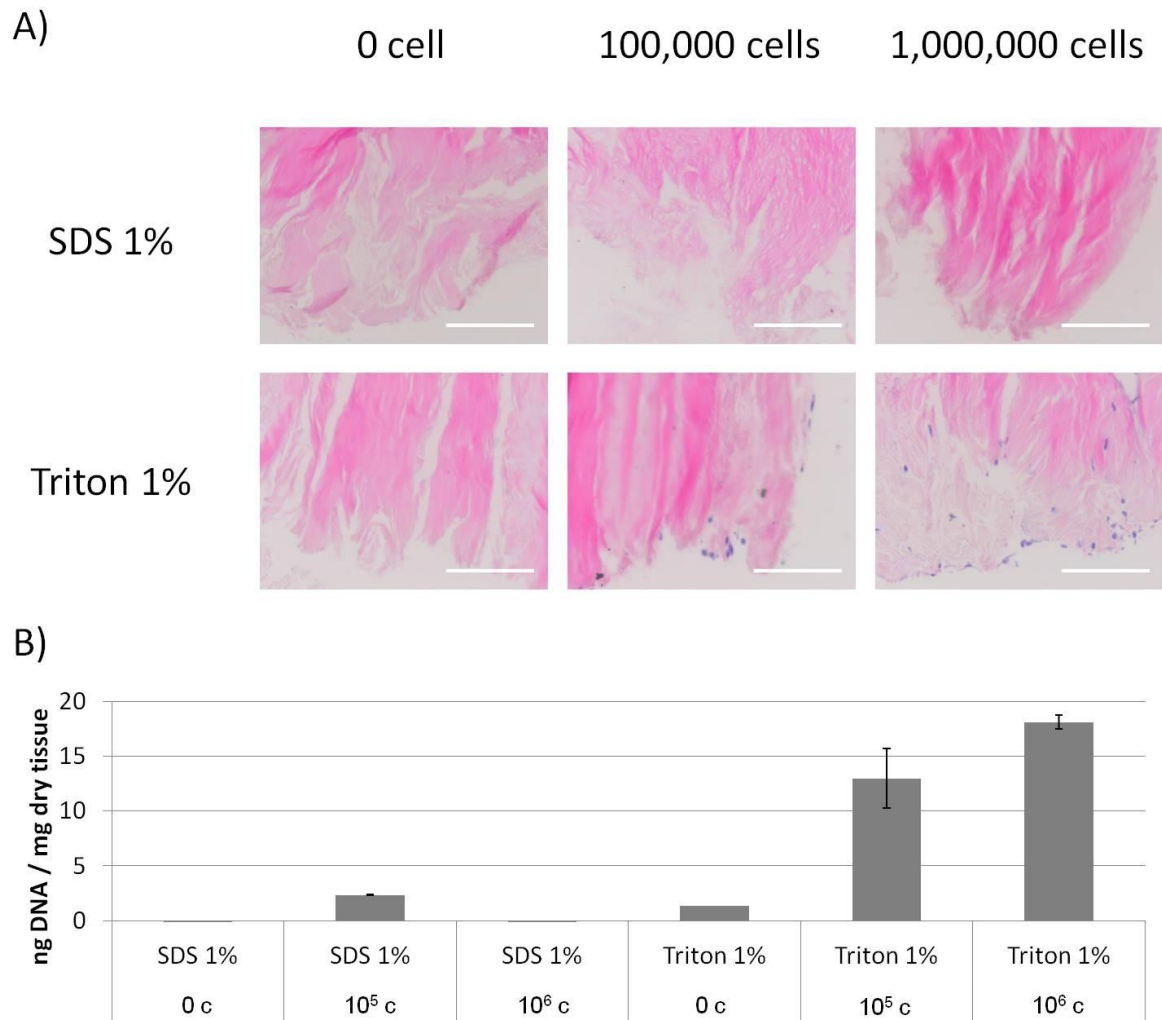 A)
0 cell 100,000 cells 1,000,000 cells
SDS 1%
Triton 1%
B)
ng DNA / mg dry tissue
20
15
10
5
0
SDS 1% SDS 1% SDS 1% Triton 1% Triton 1% Triton 1%
0 c 10⁵ c 10⁶ c 0 c 10⁵ c 10⁶ c